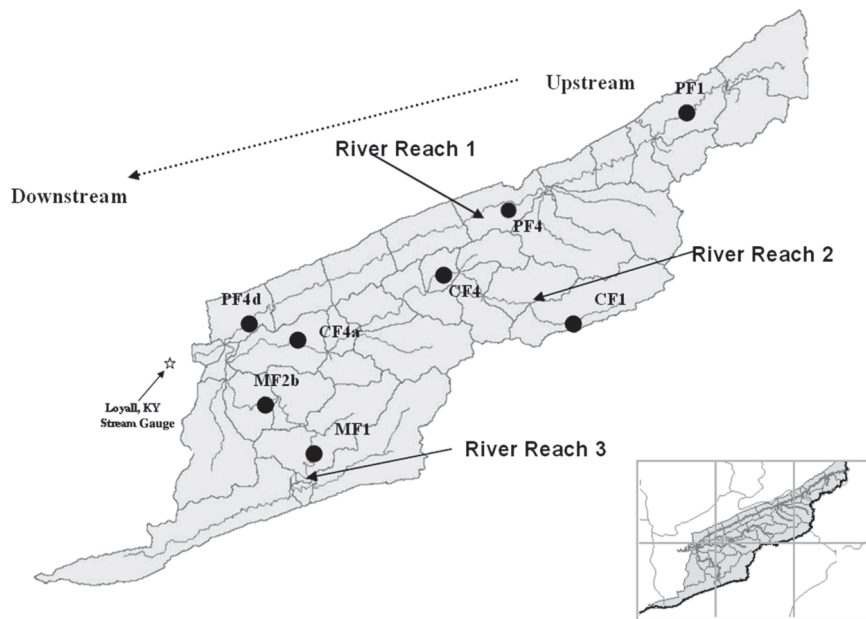 Upstream
PF1
River Reach 1
Downstream
PF4
River Reach 2
CF4
CF1
PF4d
CF4a
MF2b
Loyall, KY
Stream Gauge
MF1
River Reach 3